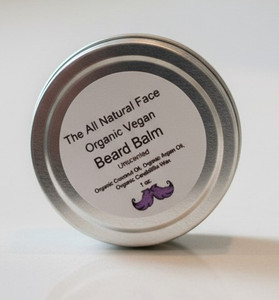 The All Natural Face
Organic Vegan
Beard Balm
Unscented
Organic Coconut Oil, Organic Argan Oil,
Organic Candelilla Wax
1 oz.